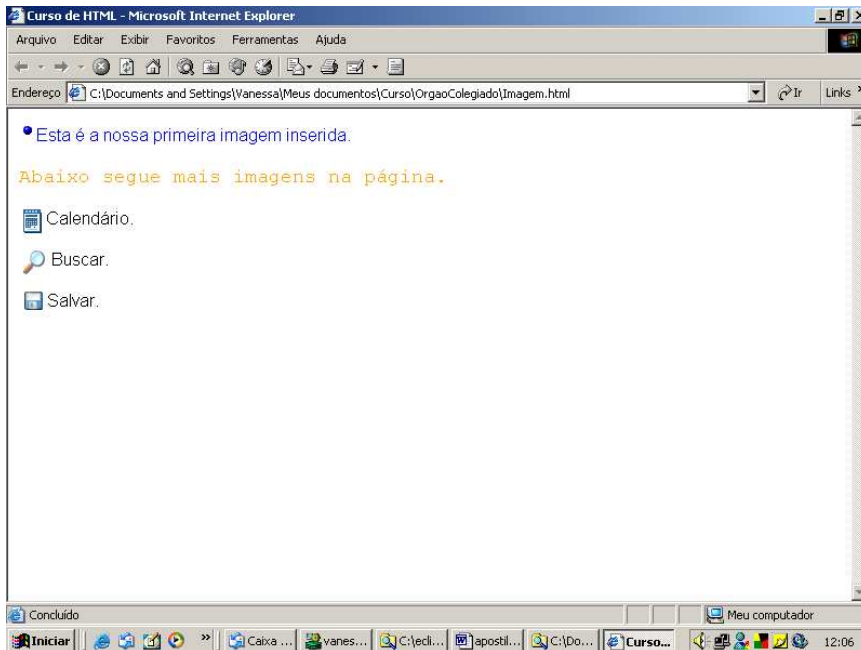 Curso de HTML - Microsoft Internet Explorer
Arquivo Editar Exibir Favoritos Ferramentas Ajuda
Endereço C:\Documents and Settings\Vanessa\Meus documentos\Curso\OrgaoColegiado\Imagem.html Ir Links »
Esta é a nossa primeira imagem inserida.
Abaixo segue mais imagens na página.
Calendário.
Buscar.
Salvar.
Concluído Meu computador
Iniciar » Caixa ... vanes... C:\ecli... apostil... C:\Do... Curso... 12:06